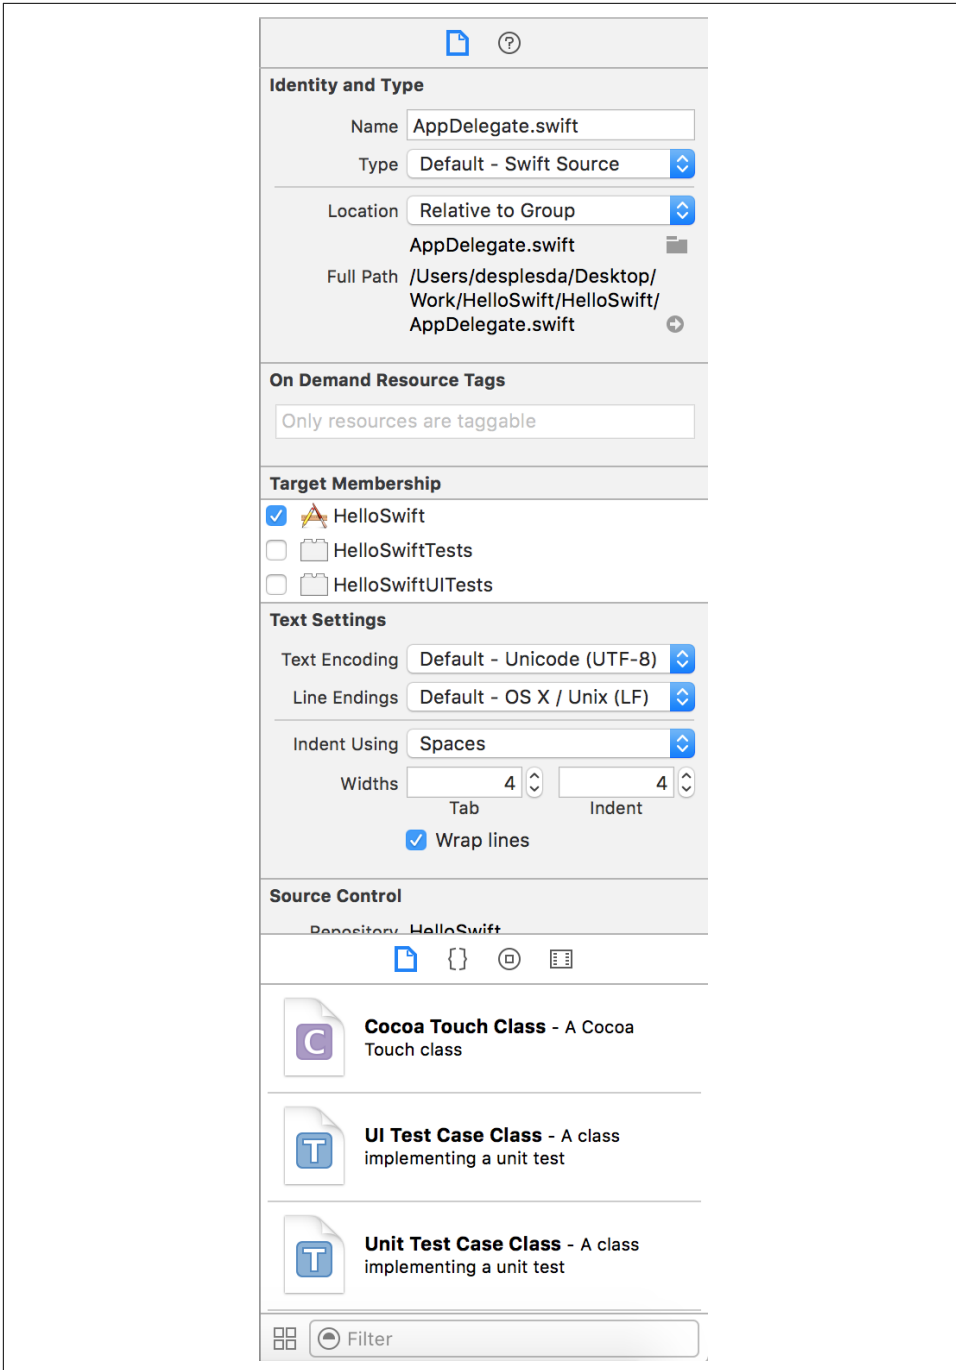 Identity and Type
Name AppDelegate.swift
Type Default - Swift Source
Location Relative to Group
AppDelegate.swift
Full Path /Users/desplesda/Desktop/
Work/HelloSwift/HelloSwift/
AppDelegate.swift
On Demand Resource Tags
Only resources are taggable
Target Membership
HelloSwift
HelloSwiftTests
HelloSwiftUITests
Text Settings
Text Encoding Default - Unicode (UTF-8)
Line Endings Default - OS X / Unix (LF)
Indent Using Spaces
Widths 4 4
Tab Indent
Wrap lines
Source Control
Repository HelloSwift
Cocoa Touch Class - A Cocoa
Touch class
UI Test Case Class - A class
implementing a unit test
Unit Test Case Class - A class
implementing a unit test
Filter